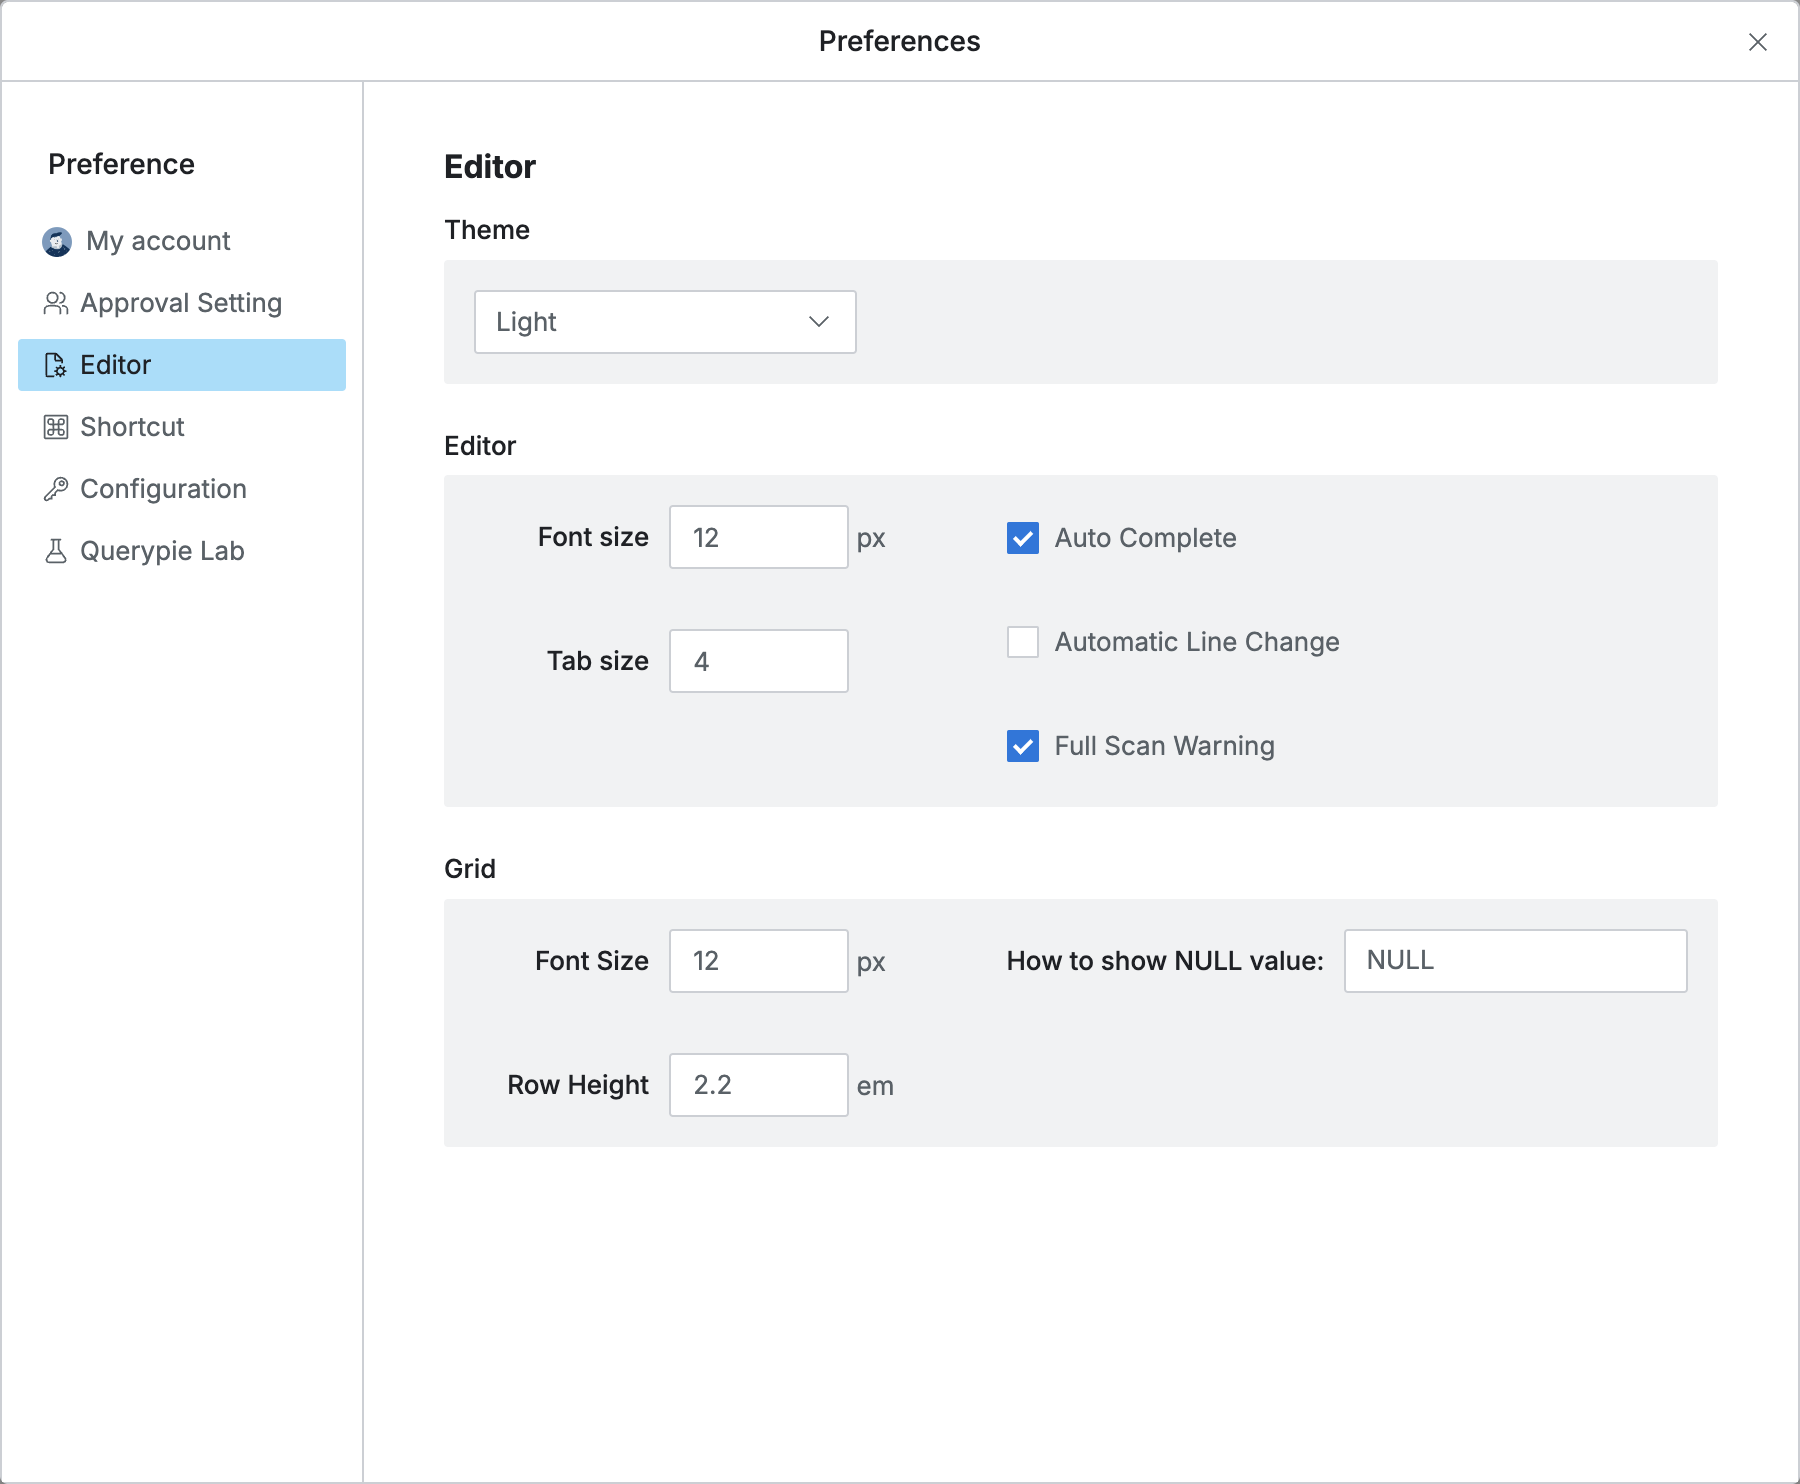 Preferences
Preference
My account
Approval Setting
Editor
Shortcut
Configuration
Querypie Lab
Editor
Theme
Light
Editor
Font size 12 px
Auto Complete
Tab size 4
Automatic Line Change
Full Scan Warning
Grid
Font Size 12 px
How to show NULL value: NULL
Row Height 2.2 em